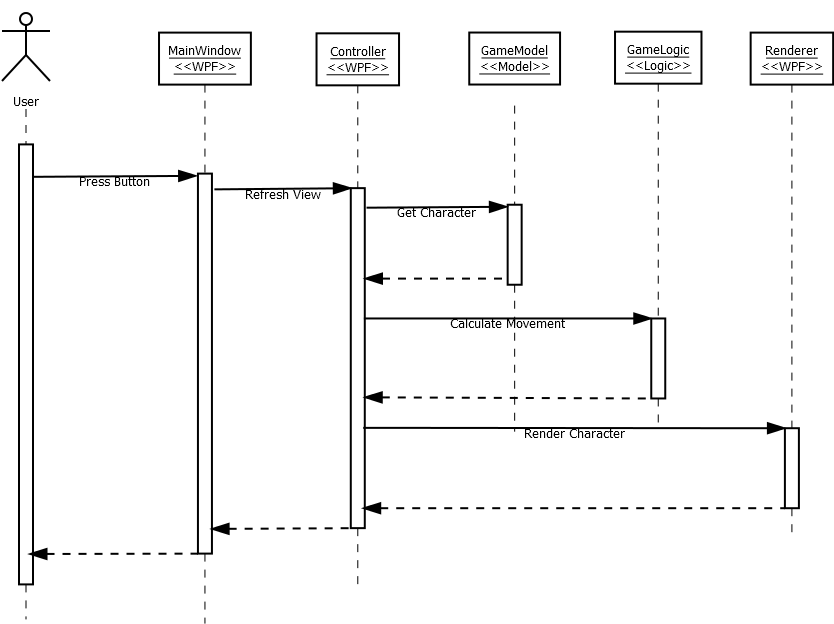 User
MainWindow
<<WPF>>
Controller
<<WPF>>
GameModel
<<Model>>
GameLogic
<<Logic>>
Renderer
<<WPF>>
Press Button
Refresh View
Get Character
Calculate Movement
Render Character